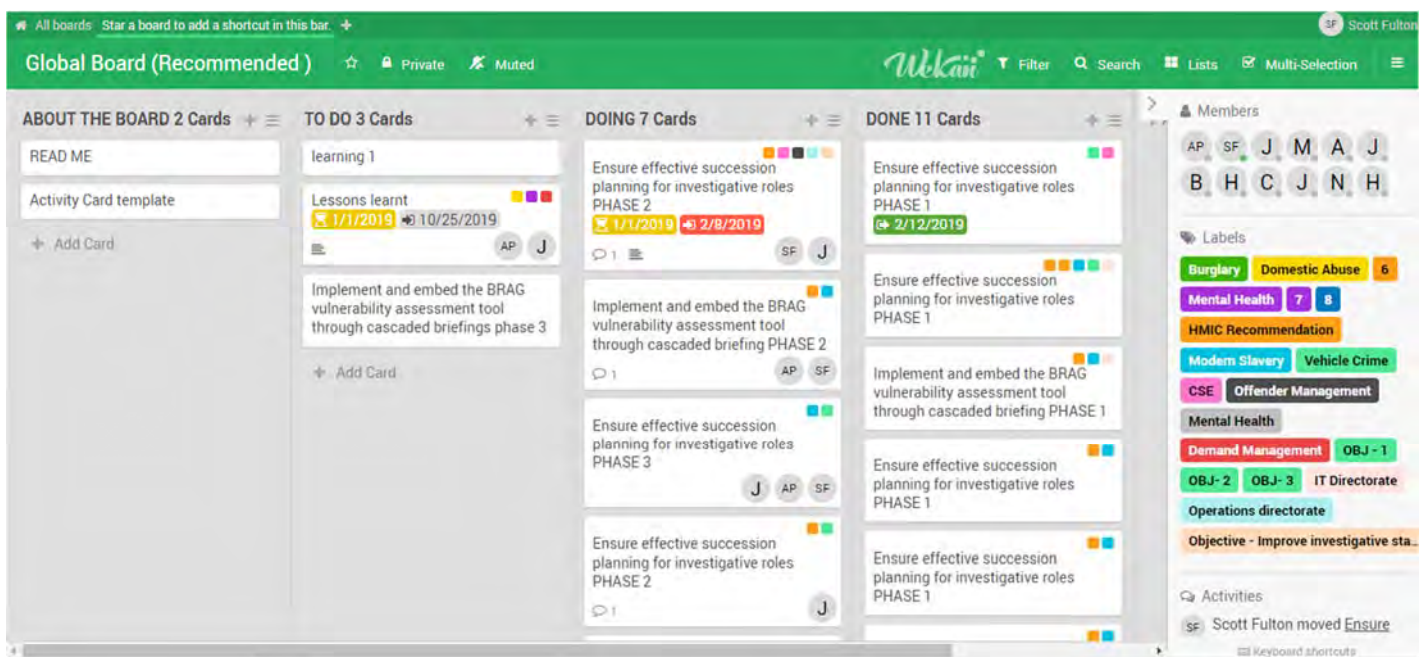 All boards Star a board to add a shortcut in this bar.
SF Scott Fulton
Global Board (Recommended ) Private Muted
Wekan Filter Search Lists Multi-Selection
ABOUT THE BOARD 2 Cards
READ ME
Activity Card template
Add Card
TO DO 3 Cards
learning 1
Lessons learnt
1/1/2019 10/25/2019
AP J
Implement and embed the BRAG
vulnerability assessment tool
through cascaded briefings phase 3
Add Card
DOING 7 Cards
Ensure effective succession
planning for investigative roles
PHASE 2
1/1/2019 2/8/2019
1 SF J
Implement and embed the BRAG
vulnerability assessment tool
through cascaded briefing PHASE 2
1 AP SF
Ensure effective succession
planning for investigative roles
PHASE 3
J AP SF
Ensure effective succession
planning for investigative roles
PHASE 2
1 J
DONE 11 Cards
Ensure effective succession
planning for investigative roles
PHASE 1
2/12/2019
Ensure effective succession
planning for investigative roles
PHASE 1
Implement and embed the BRAG
vulnerability assessment tool
through cascaded briefing PHASE 1
Ensure effective succession
planning for investigative roles
PHASE 1
Ensure effective succession
planning for investigative roles
PHASE 1
Members
AP SF J M A J
B H C J N H
Labels
Burglary Domestic Abuse 6
Mental Health 7 8
HMIC Recommendation
Modern Slavery Vehicle Crime
CSE Offender Management
Mental Health
Demand Management OBJ - 1
OBJ- 2 OBJ- 3 IT Directorate
Operations directorate
Objective - Improve investigative sta...
Activities
SF Scott Fulton moved Ensure
Keyboard shortcuts